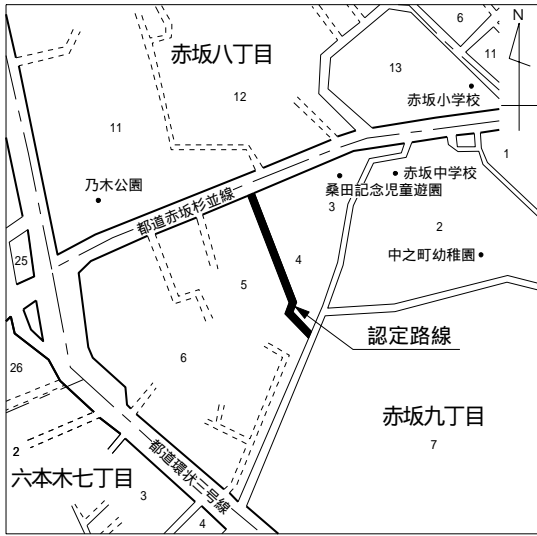 赤坂八丁目
6
N
11
13
12
赤坂小学校
11
1
乃木公園
都道赤坂杉並線
赤坂中学校
桑田記念児童遊園
3
2
中之町幼稚園
4
25
5
認定路線
6
26
赤坂九丁目
7
都道環状三号線
2
六本木七丁目
3
4